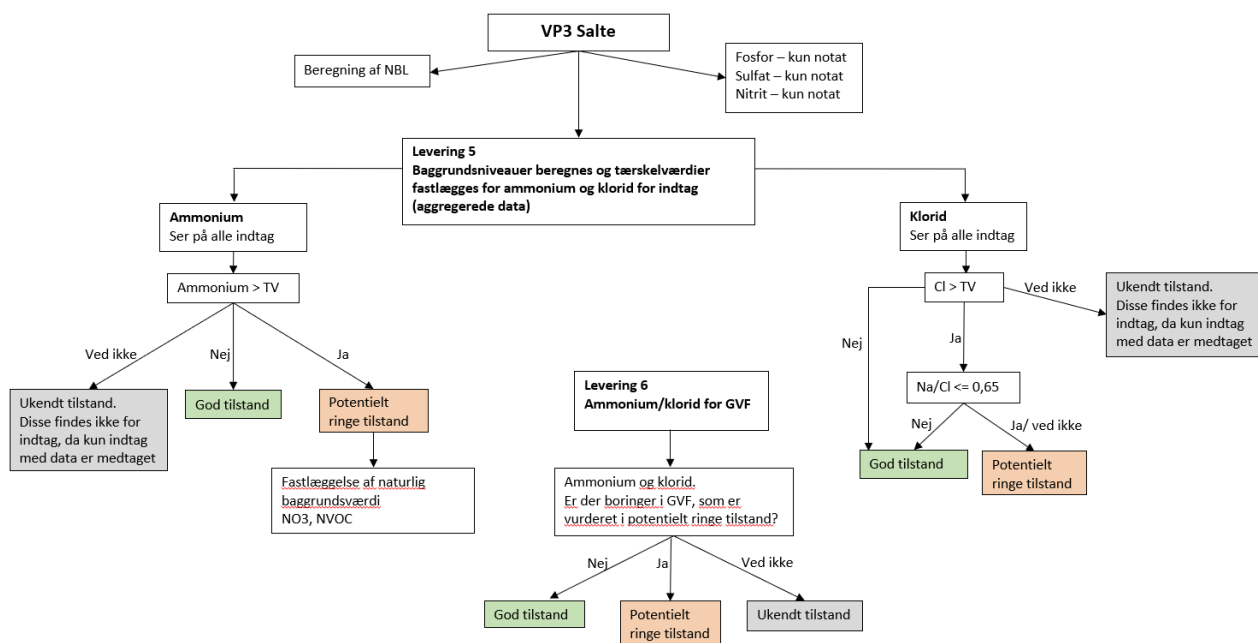 VP3 Salte
Beregning af NBL
Fosfor – kun notat
Sulfat – kun notat
Nitrit – kun notat
Levering 5
Baggrundsniveauer beregnes og tærskelværdier
fastlægges for ammonium og klorid for indtag
(aggregerede data)
Ammonium
Ser på alle indtag
Ammonium > TV
Ved ikke
Nej
Ja
Ukendt tilstand.
Disse findes ikke for
indtag, da kun indtag
med data er medtaget
God tilstand
Potentielt
ringe tilstand
Fastlæggelse af naturlig
baggrundsværdi
NO3, NVOC
Klorid
Ser på alle indtag
Cl > TV
Ved ikke
Ukendt tilstand.
Disse findes ikke for
indtag, da kun indtag
med data er medtaget
Nej
Ja
Na/Cl <= 0,65
Nej
Ja/ ved ikke
God tilstand
Potentielt
ringe tilstand
Levering 6
Ammonium/klorid for GVF
Ammonium og klorid.
Er der boringer i GVF, som er
vurderet i potentielt ringe tilstand?
Nej
Ja
Ved ikke
God tilstand
Potentielt
ringe tilstand
Ukendt tilstand